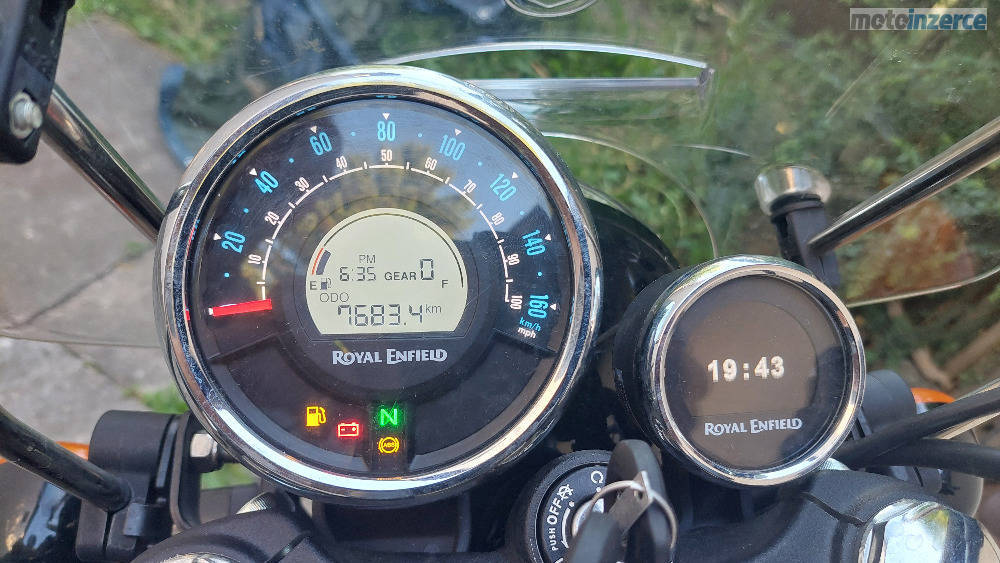 motoinzerce
20 40 60 80 100 120 140 160
10 20 30 40 50 60 70 80 90 100
km/h
mph
PM
6:35 GEAR 0
E F
ODO
7683.4 km
ROYAL ENFIELD
N
ABS
19:43
ROYAL ENFIELD
PUSH OFF